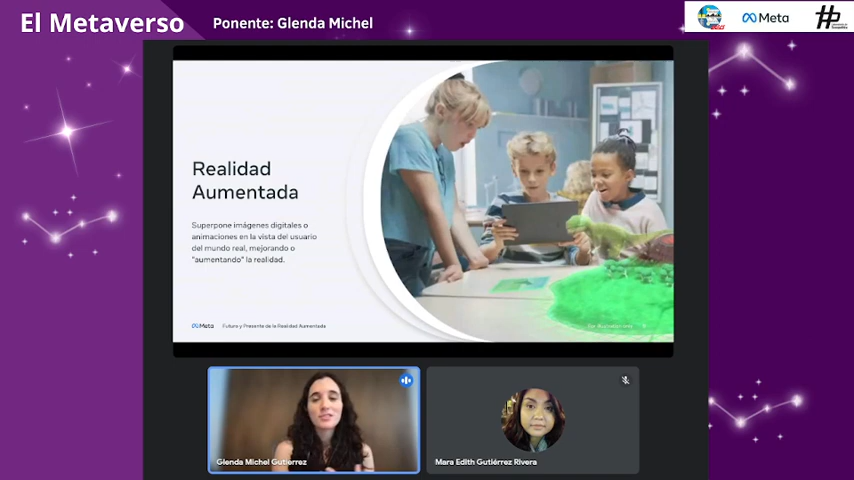 El Metaverso
Ponente: Glenda Michel
Meta
Realidad
Aumentada
Superpone imágenes digitales o
animaciones en la vista del usuario
del mundo real, mejorando o
"aumentando" la realidad.
Meta Futuro y Presente de la Realidad Aumentada
Glenda Michel Gutierrez
Mara Edith Gutiérrez Rivera